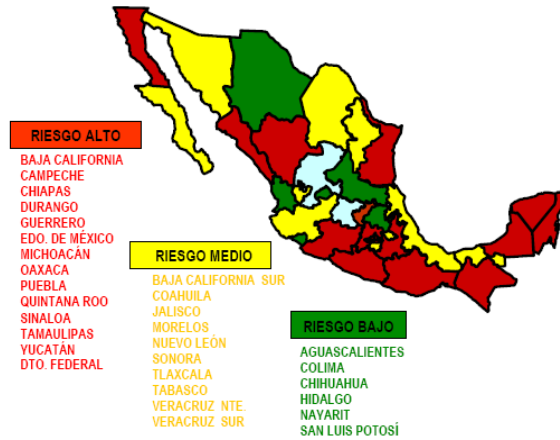 RIESGO ALTO
BAJA CALIFORNIA
CAMPECHE
CHIAPAS
DURANGO
GUERRERO
EDO. DE MÉXICO
MICHOACÁN
OAXACA
PUEBLA
QUINTANA ROO
SINALOA
TAMAULIPAS
YUCATÁN
DTO. FEDERAL
RIESGO MEDIO
BAJA CALIFORNIA SUR
COAHUILA
JALISCO
MORELOS
NUEVO LEÓN
SONORA
TLAXCALA
TABASCO
VERACRUZ NTE.
VERACRUZ SUR
RIESGO BAJO
AGUASCALIENTES
COLIMA
CHIHUAHUA
HIDALGO
NAYARIT
SAN LUIS POTOSÍ